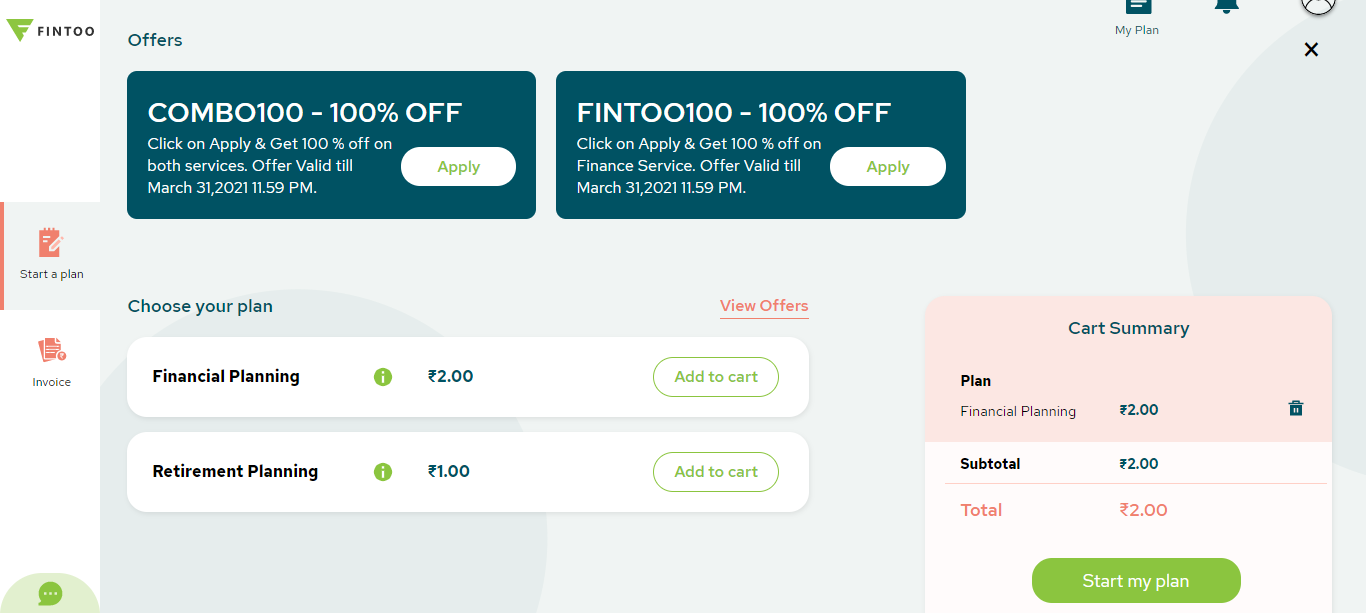 FINTOO
My Plan
Offers
COMBO100 - 100% OFF
Click on Apply & Get 100 % off on
both services. Offer Valid till
March 31,2021 11.59 PM.
Apply
FINTOO100 - 100% OFF
Click on Apply & Get 100 % off on
Finance Service. Offer Valid till
March 31,2021 11.59 PM.
Apply
Start a plan
Invoice
Choose your plan
View Offers
Financial Planning ₹2.00 Add to cart
Retirement Planning ₹1.00 Add to cart
Cart Summary
Plan
Financial Planning ₹2.00
Subtotal ₹2.00
Total ₹2.00
Start my plan